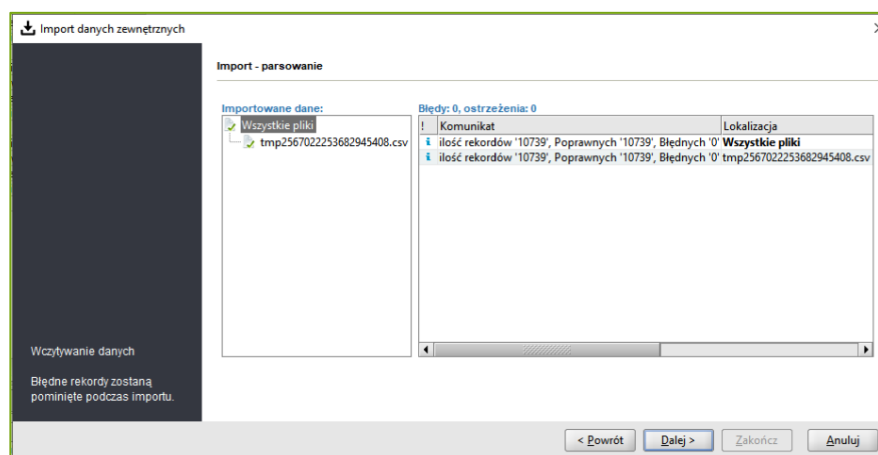 Import danych zewnętrznych
Import - parsowanie
Importowane dane:
Wszystkie pliki
tmp2567022253682945408.csv
Błędy: 0, ostrzeżenia: 0
! Komunikat Lokalizacja
i ilość rekordów '10739', Poprawnych '10739', Błędnych '0' Wszystkie pliki
i ilość rekordów '10739', Poprawnych '10739', Błędnych '0' tmp2567022253682945408.csv
Wczytywanie danych
Błędne rekordy zostaną
pominięte podczas importu.
< Powrót Dalej > Zakończ Anuluj